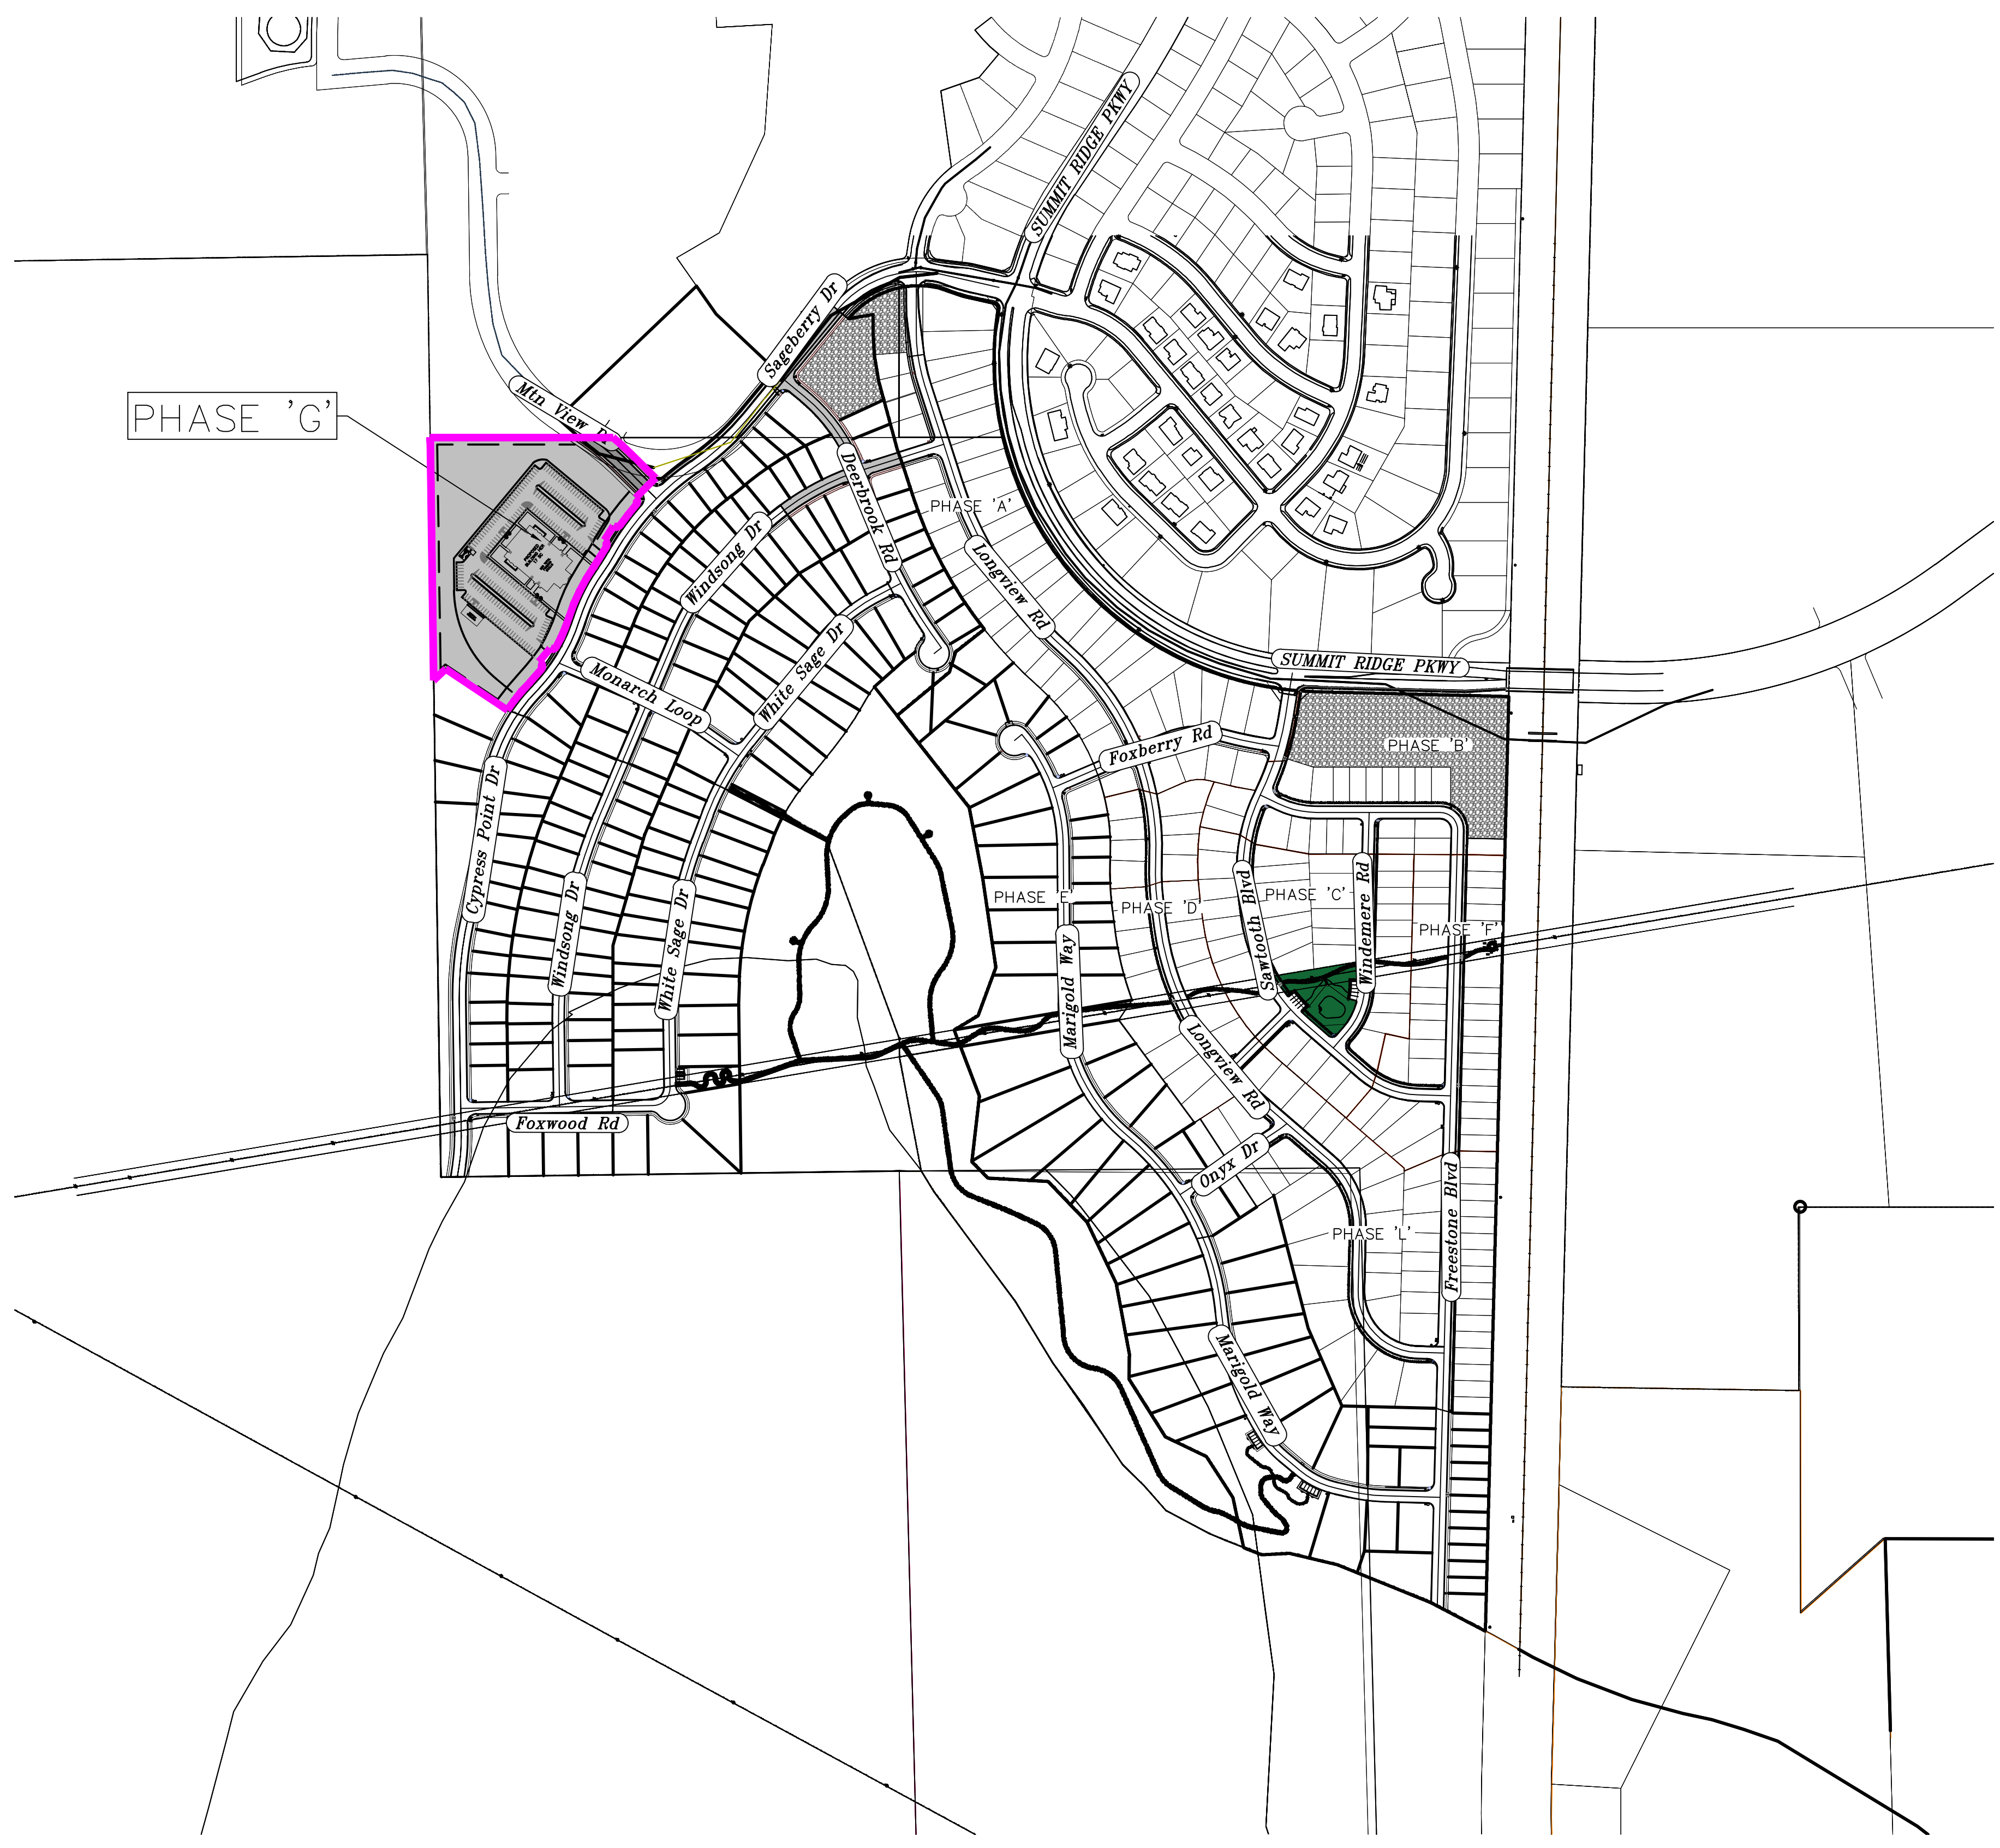 SUMMIT RIDGE PKWY
Sageberry Dr
Mtn View
PHASE 'G'
Deerbrook Rd
PHASE 'A'
Windsong Dr
Longview Rd
White Sage Dr
SUMMIT RIDGE PKWY
Monarch Loop
Foxberry Rd
PHASE 'B'
Cypress Point Dr
Windsong Dr
White Sage Dr
PHASE 'E'
PHASE 'D'
Sawtooth Blvd
PHASE 'C'
Windemere Rd
PHASE 'F'
Marigold Way
Longview Rd
Foxwood Rd
Onyx Dr
Freestone Blvd
PHASE 'L'
Marigold Way